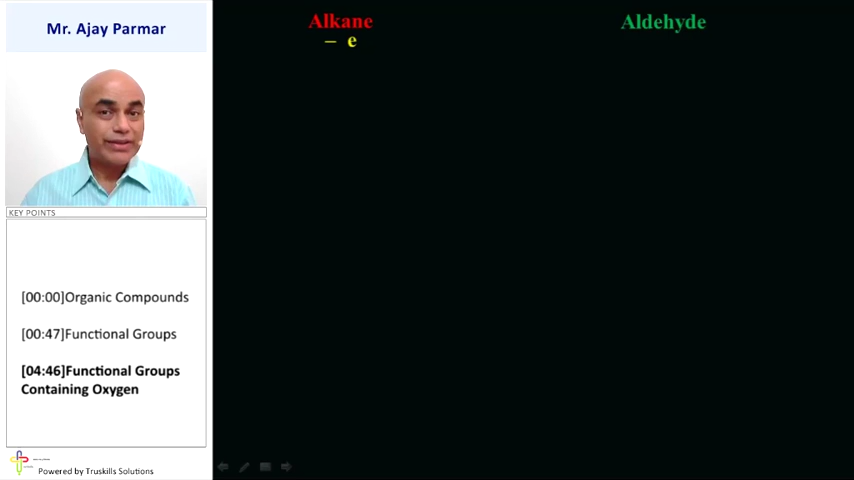 Mr. Ajay Parmar
Alkane
– e
Aldehyde
KEY POINTS
[00:00]Organic Compounds
[00:47]Functional Groups
[04:46]Functional Groups
Containing Oxygen
Powered by Truskills Solutions